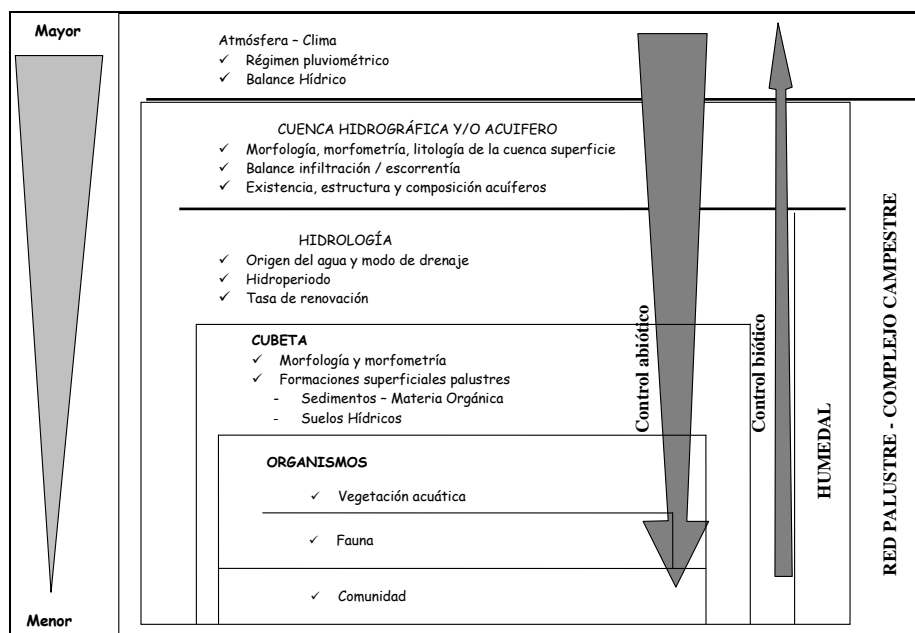 Mayor
Atmósfera – Clima
✓ Régimen pluviométrico
✓ Balance Hídrico
CUENCA HIDROGRÁFICA Y/O ACUIFERO
✓ Morfología, morfometría, litología de la cuenca superficie
✓ Balance infiltración / escorrentía
✓ Existencia, estructura y composición acuíferos
HIDROLOGÍA
✓ Origen del agua y modo de drenaje
✓ Hidroperiodo
✓ Tasa de renovación
CUBETA
✓ Morfología y morfometría
✓ Formaciones superficiales palustres
- Sedimentos – Materia Orgánica
- Suelos Hídricos
ORGANISMOS
✓ Vegetación acuática
✓ Fauna
✓ Comunidad
Menor
Control abiótico
Control biótico
HUMEDAL
RED PALUSTRE - COMPLEJO CAMPESTRE